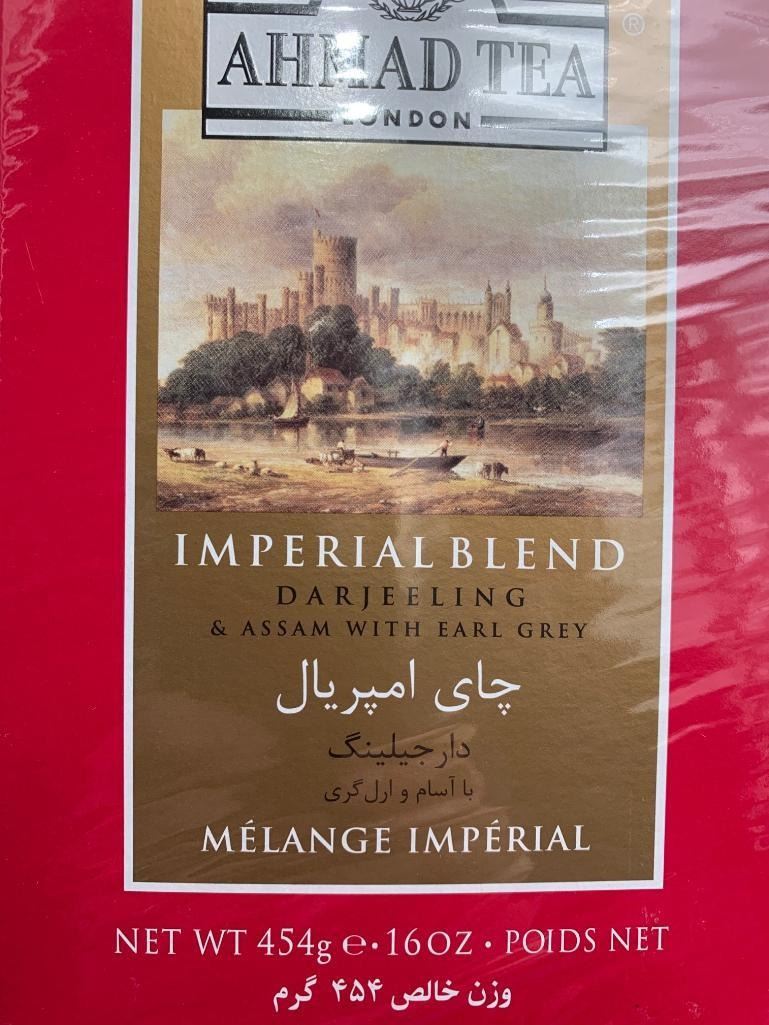 ®
AHMAD TEA
LONDON
IMPERIAL BLEND
DARJEELING
& ASSAM WITH EARL GREY
چای امپریال
دارجیلینگ
با آسام و ارل گری
MÉLANGE IMPÉRIAL
NET WT 454g ℮ · 16OZ · POIDS NET
وزن خالص ۴۵۴ گرم